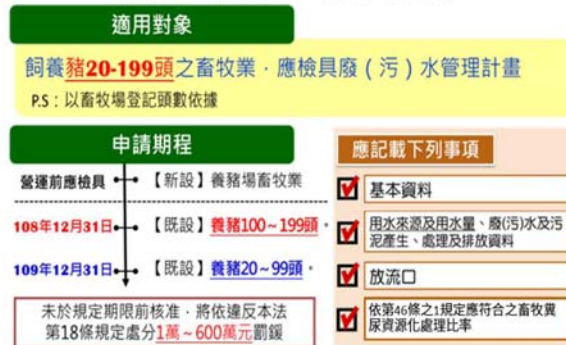 適用對象
飼養豬20-199頭之畜牧業，應檢具廢（污）水管理計畫
P.S：以畜牧場登記頭數依據
申請期程
營運前應檢具
【新設】養豬場畜牧業
108年12月31日
【既設】養豬100~199頭。
109年12月31日
【既設】養豬20~99頭。
未於規定期限前核准，將依違反本法
第18條規定處分1萬~600萬元罰鍰
應記載下列事項
基本資料
用水來源及用水量、廢(污)水及污
泥產生、處理及排放資料
放流口
依第46條之1規定應符合之畜牧糞
尿資源化處理比率